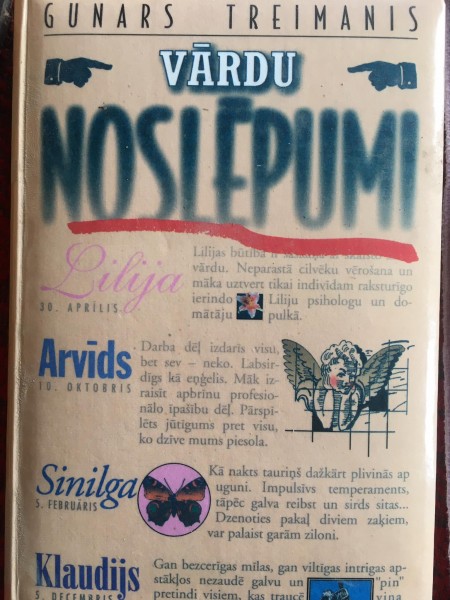 GUNARS TREIMANIS
VĀRDU
NOSLĒPUMI
Lilija
30. APRĪLIS
Lilijas būtība ir saskaņā ar skanīgo
vārdu. Neparastā cilvēku vērošana un
māka uztvert tikai indivīdam raksturīgo
ierindo Liliju psihologu un do-
mātāju pulkā.
Arvīds
10. OKTOBRIS
Darba dēļ izdarīs visu,
bet sev – neko. Labsir-
dīgs kā eņģelis. Māk iz-
raisīt apbrīnu profesio-
nālo īpašību dēļ. Pārspī-
lēts jūtīgums pret visu,
ko dzīve mums piesola.
Sinilga
5. FEBRUĀRIS
Kā nakts tauriņš dažkārt plivinās ap
uguni. Impulsīvs temperaments,
tāpēc galva reibst un sirds sitas...
Dzenoties pakaļ diviem zaķiem,
var palaist garām ziloni.
Klaudijs
5. DECEMBRIS
Gan bezcerīgas mīlas, gan viltīgas intrigas ap-
stākļos nezaudē galvu un "pin"
pretindi visiem, kas traucē viņa